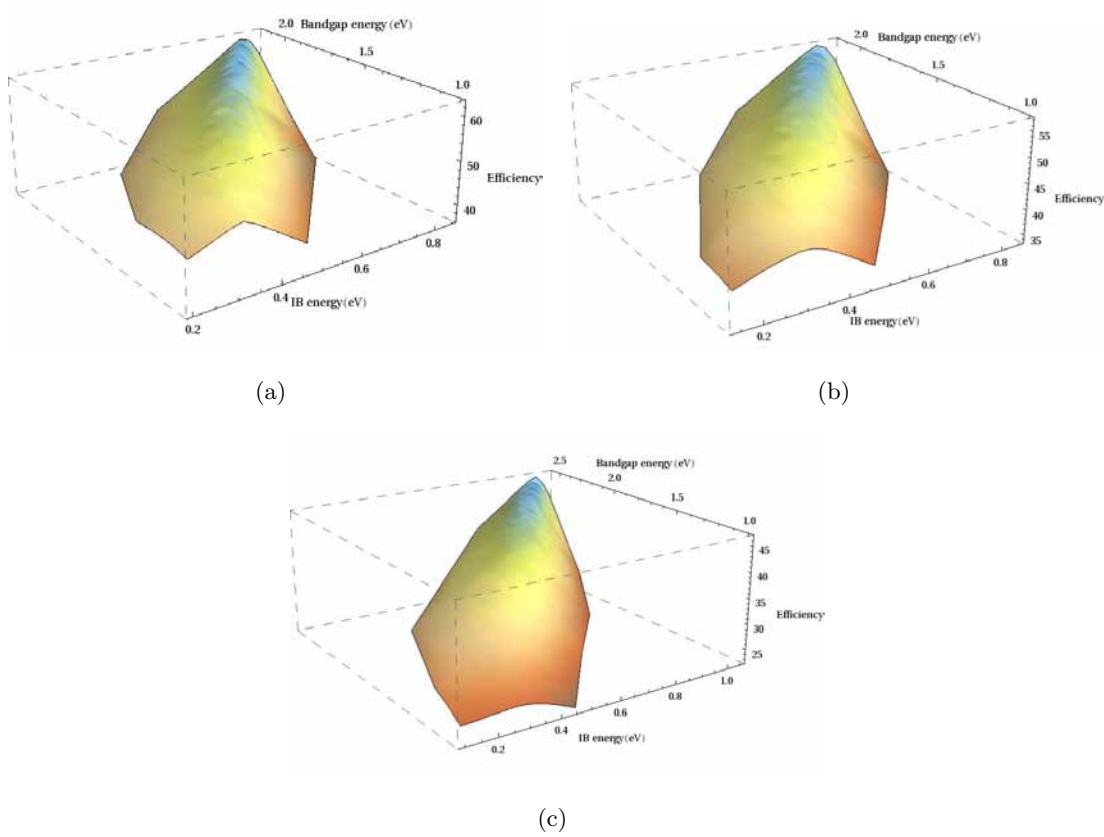 2.0 Bandgap energy (eV)
1.5
1.0
60
50
Efficiency
40
0.8
0.6
0.4 IB energy(eV)
0.2
(a)
2.0 Bandgap energy (eV)
1.5
1.0
55
50
45
Efficiency
40
35
0.8
0.6
0.4
IB energy(eV)
0.2
(b)
2.5 Bandgap energy (eV)
2.0
1.5
1.0
45
40
35
Efficiency
30
25
1.0
0.8
0.6
0.4
IB energy(eV)
0.2
(c)